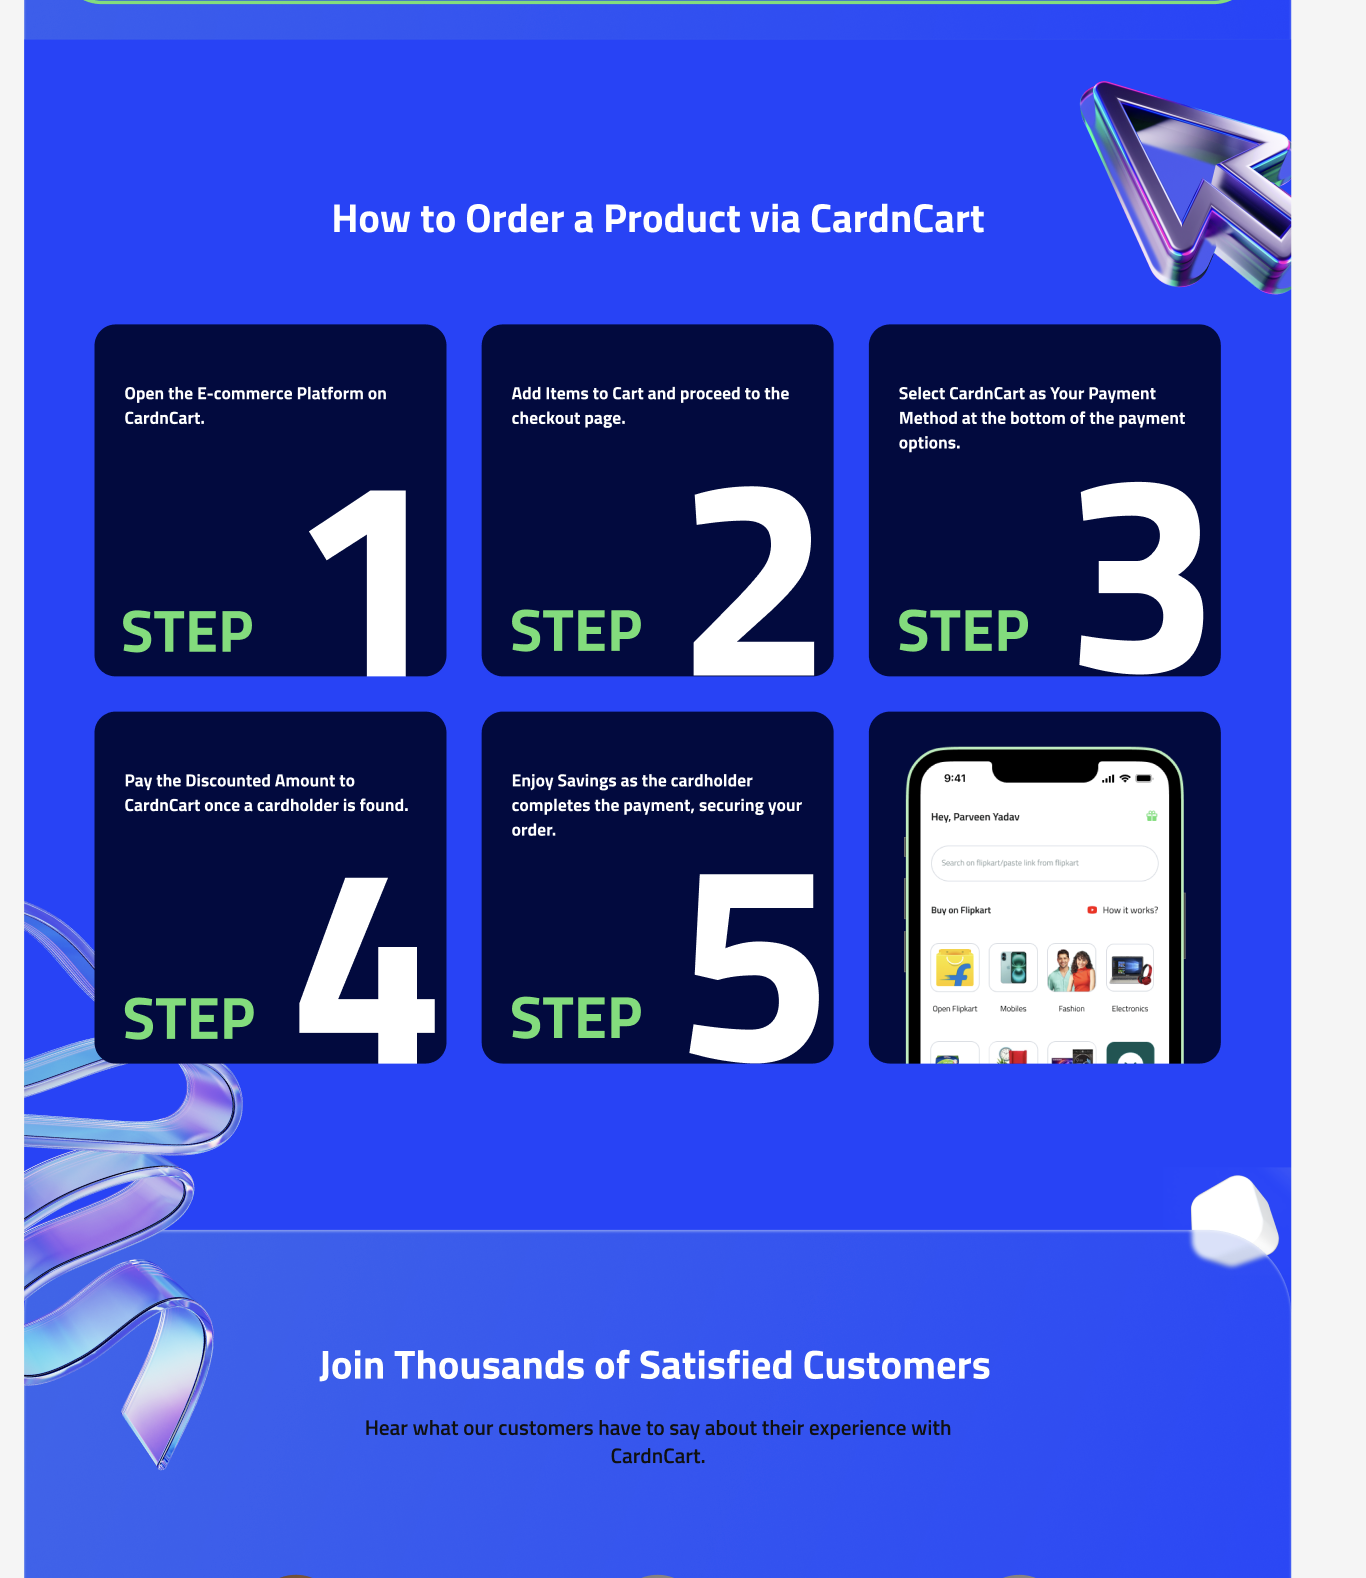 How to Order a Product via CardnCart
Open the E-commerce Platform on
CardnCart.
STEP 1
Add Items to Cart and proceed to the
checkout page.
STEP 2
Select CardnCart as Your Payment
Method at the bottom of the payment
options.
STEP 3
Pay the Discounted Amount to
CardnCart once a cardholder is found.
STEP 4
Enjoy Savings as the cardholder
completes the payment, securing your
order.
STEP 5
9:41
Hey, Parveen Yadav
Search on flipkart/paste link from flipkart
Buy on Flipkart
How it works?
Open Flipkart
Mobiles
Fashion
Electronics
Join Thousands of Satisfied Customers
Hear what our customers have to say about their experience with
CardnCart.